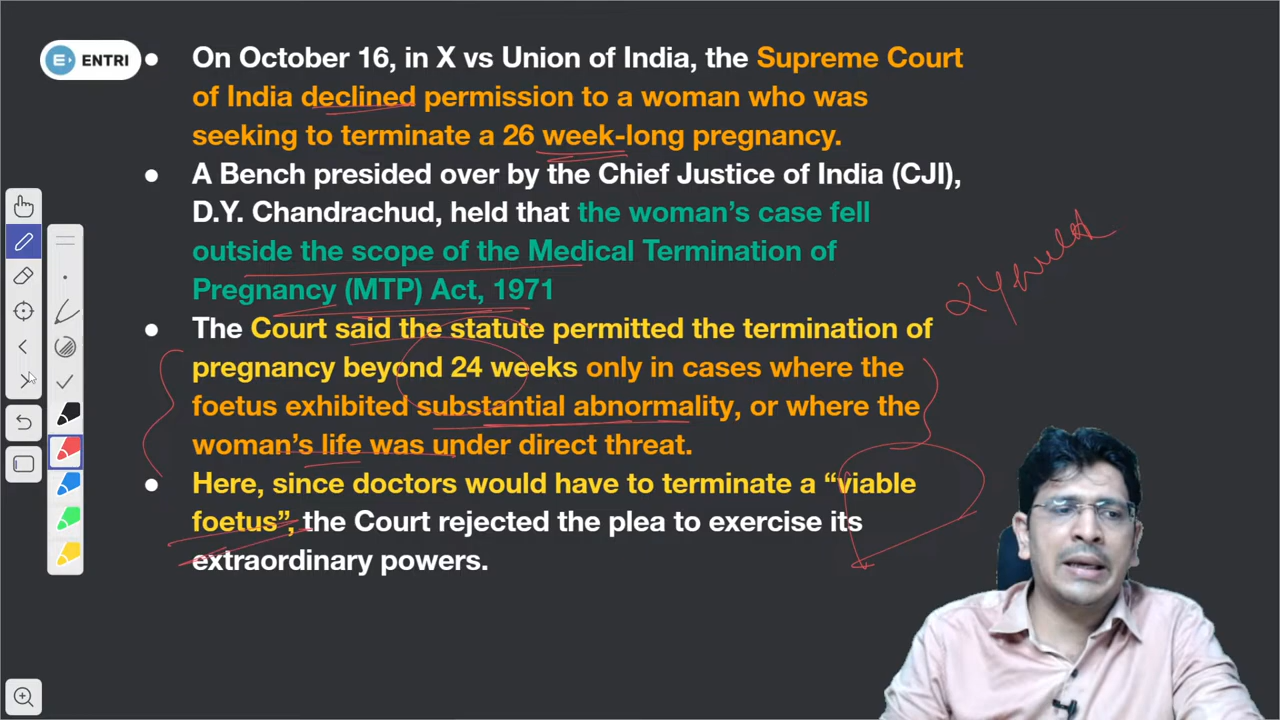 ENTRI
On October 16, in X vs Union of India, the Supreme Court
of India declined permission to a woman who was
seeking to terminate a 26 week-long pregnancy.
A Bench presided over by the Chief Justice of India (CJI),
D.Y. Chandrachud, held that the woman’s case fell
outside the scope of the Medical Termination of
Pregnancy (MTP) Act, 1971
24 weeks
The Court said the statute permitted the termination of
pregnancy beyond 24 weeks only in cases where the
foetus exhibited substantial abnormality, or where the
woman’s life was under direct threat.
Here, since doctors would have to terminate a “viable
foetus”, the Court rejected the plea to exercise its
extraordinary powers.